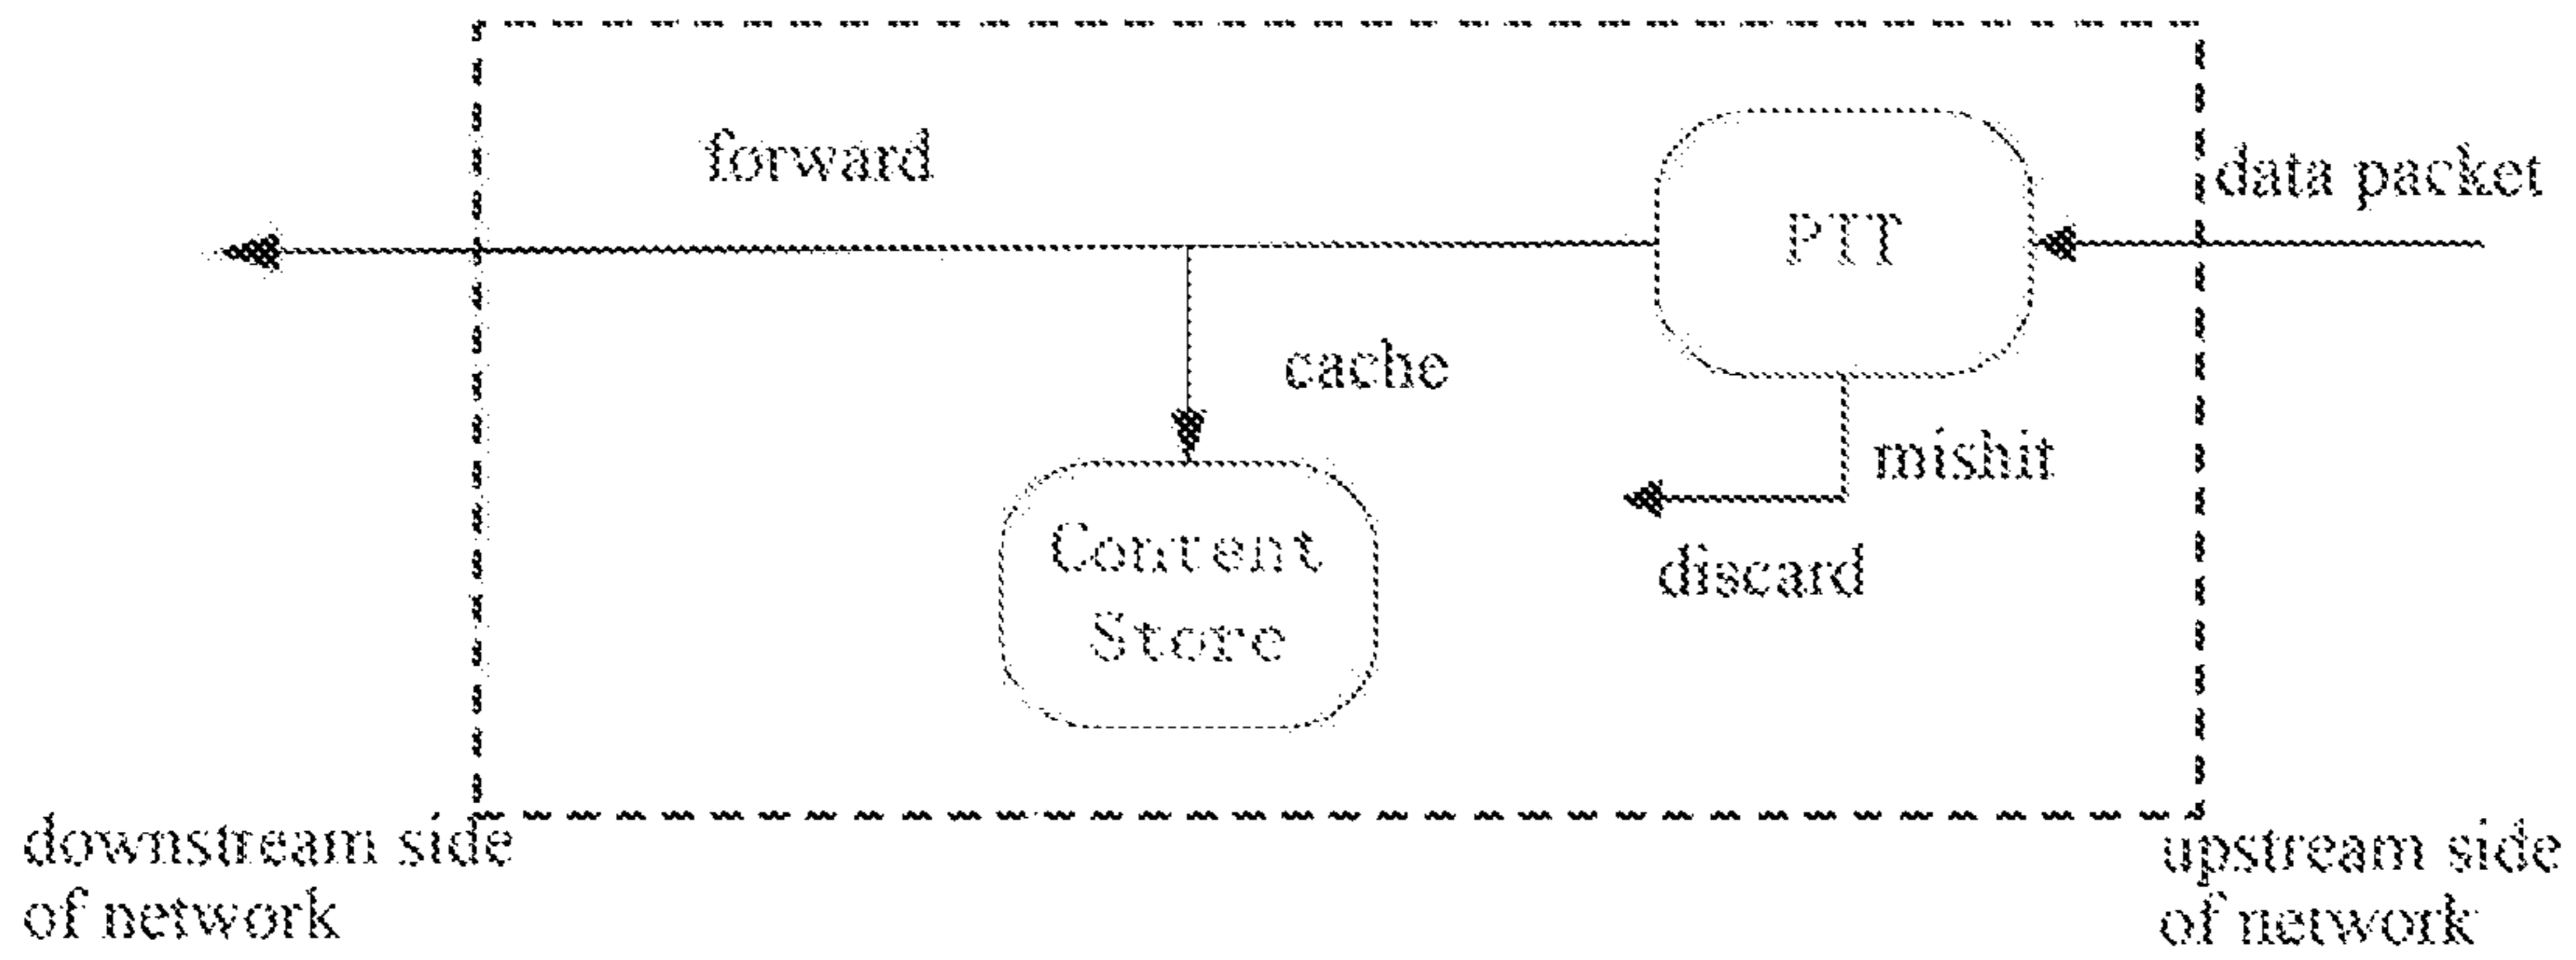 forward
data packet
PIT
cache
mishit
Content
Store
discard
downstream side
of network
upstream side
of network